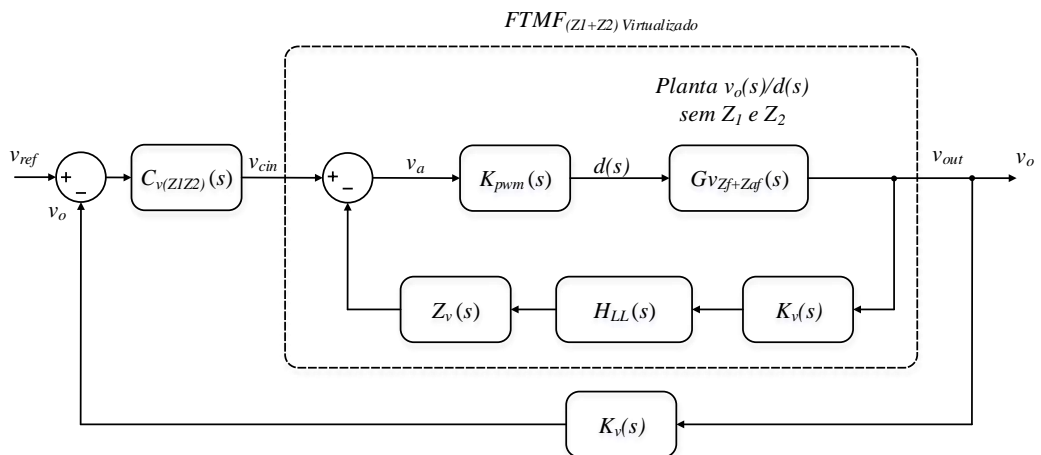 FTMF(Z1+Z2) Virtualizado
Planta vo(s)/d(s)
sem Z1 e Z2
vref
+
-
vo
Cv(Z1Z2)(s)
vcin
-
va
Kpwm(s)
d(s)
GvZf+Zaf(s)
vout
vo
Zv(s)
HLL(s)
Kv(s)
Kv(s)